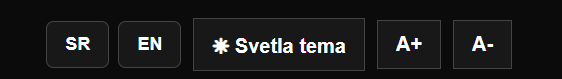 SR EN ✵ Svetla tema A+ A-